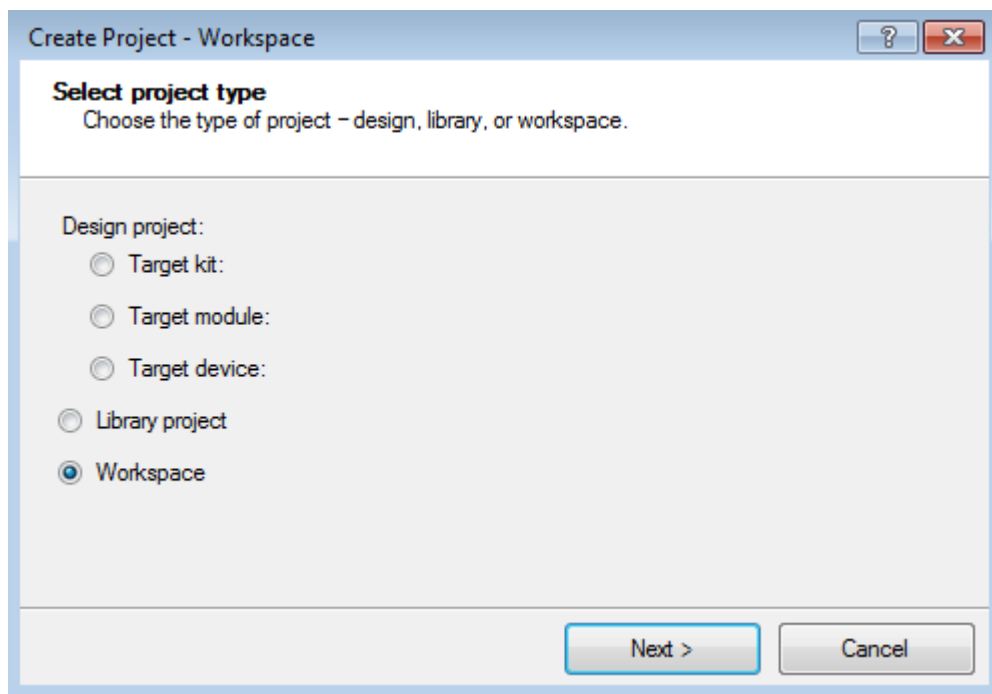 Create Project - Workspace
?
Select project type
Choose the type of project – design, library, or workspace.
Design project:
Target kit:
Target module:
Target device:
Library project
Workspace
Next >
Cancel